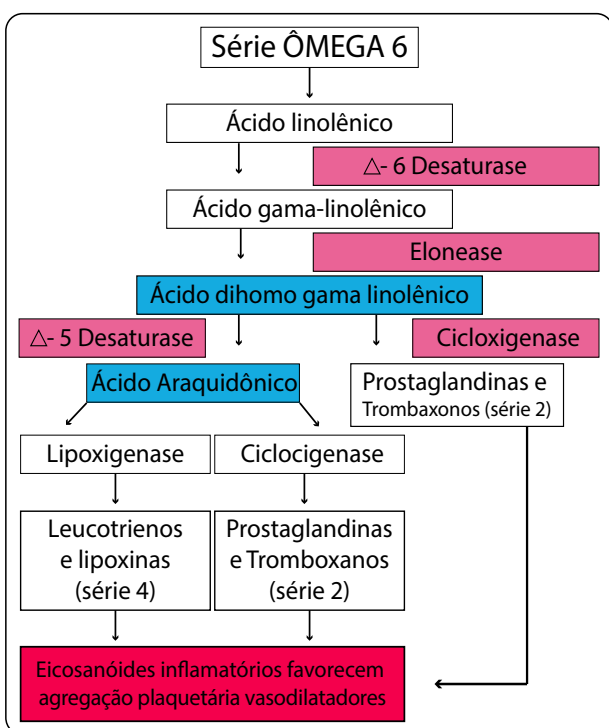 Série ÔMEGA 6
Ácido linolênico
△- 6 Desaturase
Ácido gama-linolênico
Elonease
Ácido dihomo gama linolênico
△- 5 Desaturase
Cicloxigenase
Ácido Araquidônico
Prostaglandinas e
Trombaxonos (série 2)
Lipoxigenase
Ciclocigenase
Leucotrienos
e lipoxinas
(série 4)
Prostaglandinas
e Tromboxanos
(série 2)
Eicosanóides inflamatórios favorecem
agregação plaquetária vasodilatadores